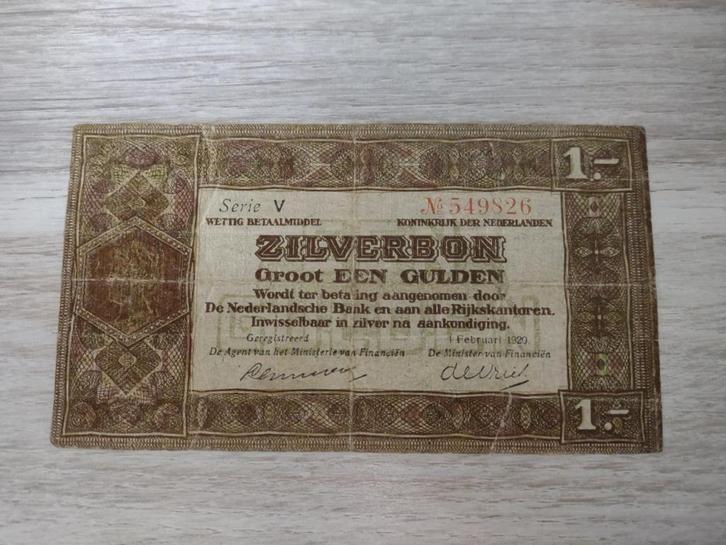 1.-
Serie V № 549826
WETTIG BETAALMIDDEL KONINKRIJK DER NEDERLANDEN
ZILVERBON
Groot EEN GULDEN
Wordt ter betaling aangenomen door
De Nederlandsche Bank en aan alle Rijkskantoren.
Inwisselbaar in zilver na aankondiging.
Geregistreerd 1 Februari 1920.
De Agent van het Ministerie van Financiën De Minister van Financiën
de Vries
1.-